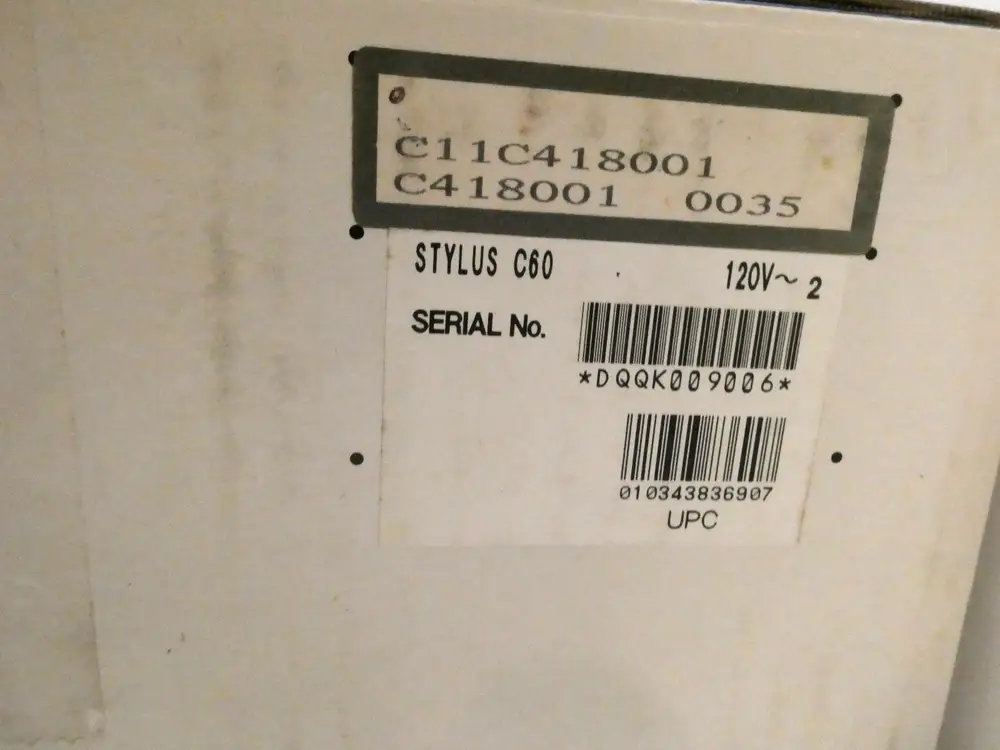 C11C418001
C418001 0035
STYLUS C60 120V~ 2
SERIAL No.
*DQQK009006*
010343836907
UPC